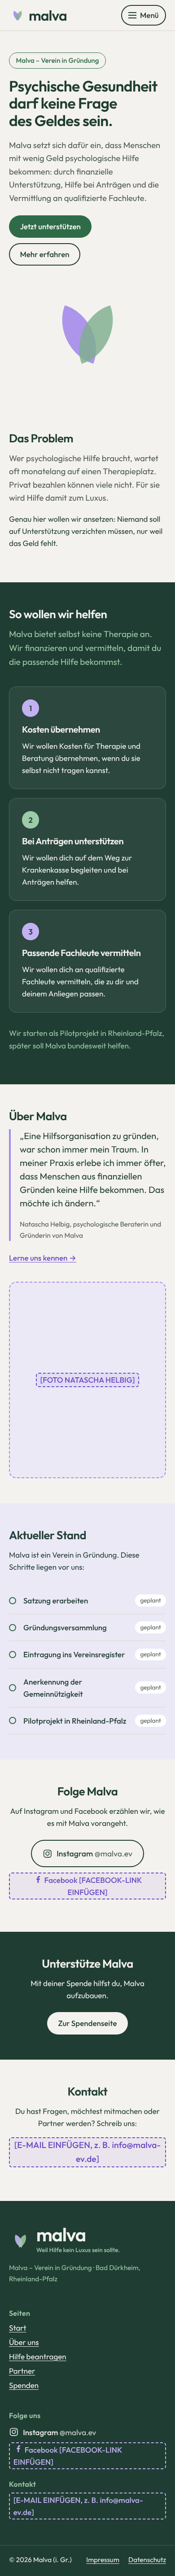 malva
Menü
Malva – Verein in Gründung
Psychische Gesundheit
darf keine Frage
des Geldes sein.
Malva setzt sich dafür ein, dass Menschen
mit wenig Geld psychologische Hilfe
bekommen: durch finanzielle
Unterstützung, Hilfe bei Anträgen und die
Vermittlung an qualifizierte Fachleute.
Jetzt unterstützen
Mehr erfahren
Das Problem
Wer psychologische Hilfe braucht, wartet
oft monatelang auf einen Therapieplatz.
Privat bezahlen können viele nicht. Für sie
wird Hilfe damit zum Luxus.
Genau hier wollen wir ansetzen: Niemand soll
auf Unterstützung verzichten müssen, nur weil
das Geld fehlt.
So wollen wir helfen
Malva bietet selbst keine Therapie an.
Wir finanzieren und vermitteln, damit du
die passende Hilfe bekommst.
1
Kosten übernehmen
Wir wollen Kosten für Therapie und
Beratung übernehmen, wenn du sie
selbst nicht tragen kannst.
2
Bei Anträgen unterstützen
Wir wollen dich auf dem Weg zur
Krankenkasse begleiten und bei
Anträgen helfen.
3
Passende Fachleute vermitteln
Wir wollen dich an qualifizierte
Fachleute vermitteln, die zu dir und
deinem Anliegen passen.
Wir starten als Pilotprojekt in Rheinland-Pfalz,
später soll Malva bundesweit helfen.
Über Malva
„Eine Hilfsorganisation zu gründen,
war schon immer mein Traum. In
meiner Praxis erlebe ich immer öfter,
dass Menschen aus finanziellen
Gründen keine Hilfe bekommen. Das
möchte ich ändern.“
Natascha Helbig, psychologische Beraterin und
Gründerin von Malva
Lerne uns kennen →
[FOTO NATASCHA HELBIG]
Aktueller Stand
Malva ist ein Verein in Gründung. Diese
Schritte liegen vor uns:
Satzung erarbeiten geplant
Gründungsversammlung geplant
Eintragung ins Vereinsregister geplant
Anerkennung der
Gemeinnützigkeit geplant
Pilotprojekt in Rheinland-Pfalz geplant
Folge Malva
Auf Instagram und Facebook erzählen wir, wie
es mit Malva vorangeht.
Instagram @malva.ev
Facebook [FACEBOOK-LINK
EINFÜGEN]
Unterstütze Malva
Mit deiner Spende hilfst du, Malva
aufzubauen.
Zur Spendenseite
Kontakt
Du hast Fragen, möchtest mitmachen oder
Partner werden? Schreib uns:
[E-MAIL EINFÜGEN, z. B. info@malva-
ev.de]
malva
Weil Hilfe kein Luxus sein sollte.
Malva – Verein in Gründung · Bad Dürkheim,
Rheinland-Pfalz
Seiten
Start
Über uns
Hilfe beantragen
Partner
Spenden
Folge uns
Instagram @malva.ev
Facebook [FACEBOOK-LINK
EINFÜGEN]
Kontakt
[E-MAIL EINFÜGEN, z. B. info@malva-
ev.de]
© 2026 Malva (i. Gr.) Impressum Datenschutz